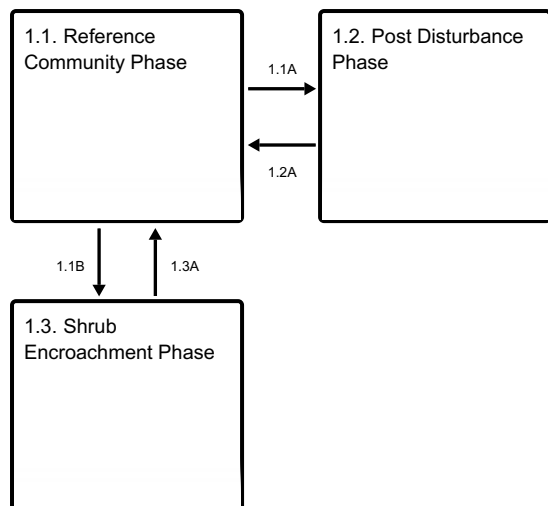 1.1. Reference
Community Phase
1.2. Post Disturbance
Phase
1.1A
1.2A
1.1B
1.3A
1.3. Shrub
Encroachment Phase